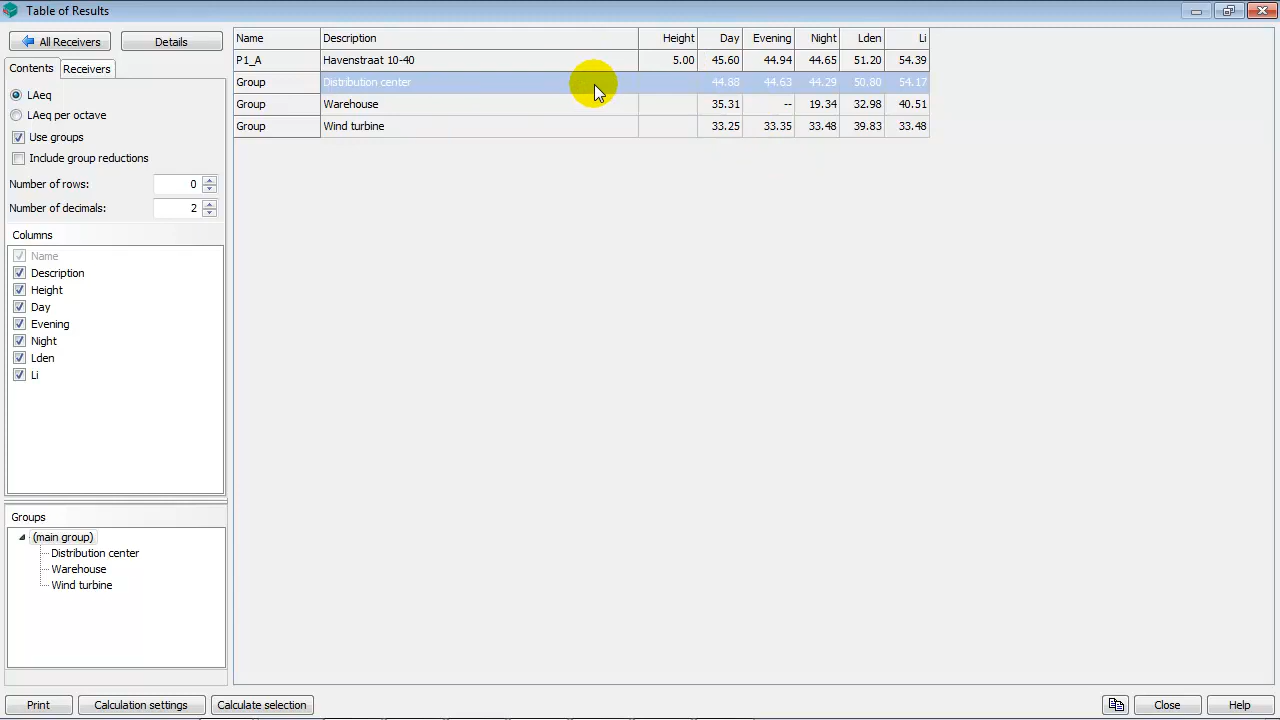 Table of Results
All Receivers Details
Contents Receivers
LAeq
LAeq per octave
Use groups
Include group reductions
Number of rows: 0
Number of decimals: 2
Columns
Name
Description
Height
Day
Evening
Night
Lden
Li
Groups
(main group)
Distribution center
Warehouse
Wind turbine
Name Description Height Day Evening Night Lden Li
P1_A Havenstraat 10-40 5.00 45.60 44.94 44.65 51.20 54.39
Group Distribution center 44.88 44.63 44.29 50.80 54.17
Group Warehouse 35.31 -- 19.34 32.98 40.51
Group Wind turbine 33.25 33.35 33.48 39.83 33.48
Print Calculation settings Calculate selection Close Help